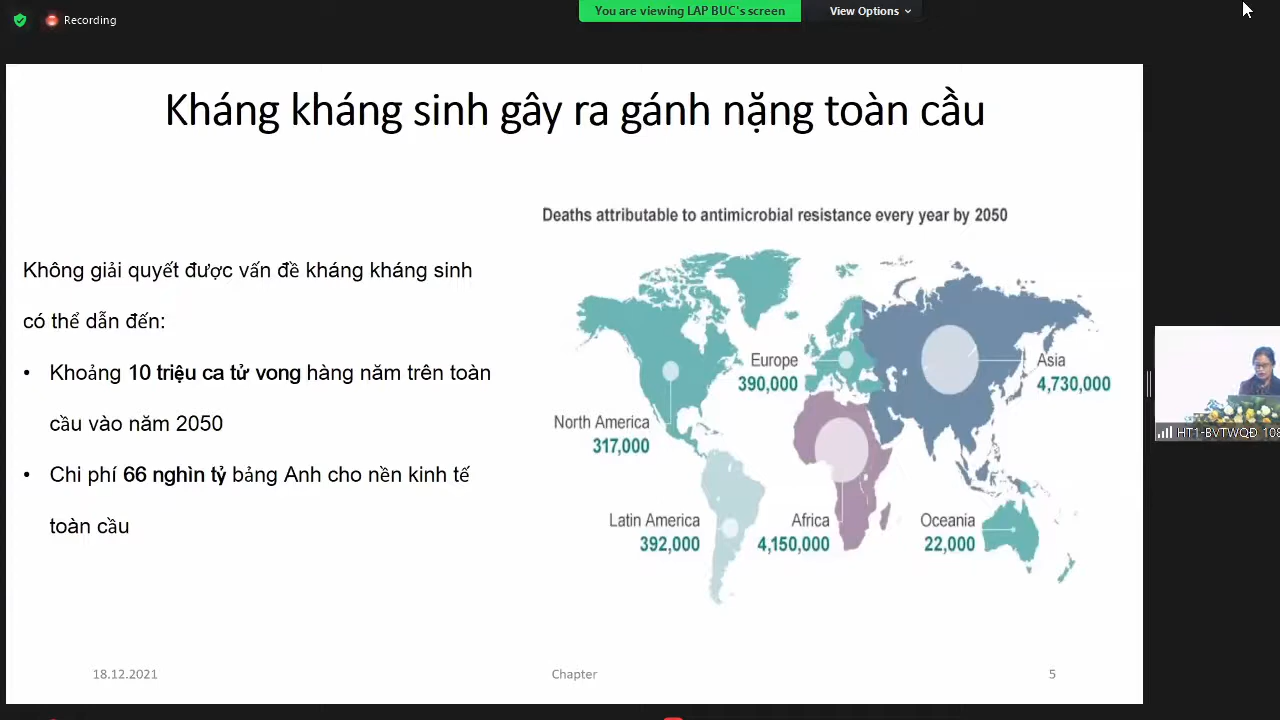 Recording
You are viewing LAP BUC's screen
View Options
Kháng kháng sinh gây ra gánh nặng toàn cầu
Không giải quyết được vấn đề kháng kháng sinh
có thể dẫn đến:
• Khoảng 10 triệu ca tử vong hàng năm trên toàn
cầu vào năm 2050
• Chi phí 66 nghìn tỷ bảng Anh cho nền kinh tế
toàn cầu
Deaths attributable to antimicrobial resistance every year by 2050
Europe
390,000
Asia
4,730,000
North America
317,000
Latin America
392,000
Africa
4,150,000
Oceania
22,000
HT1-BVTWQĐ 108
18.12.2021
Chapter
5